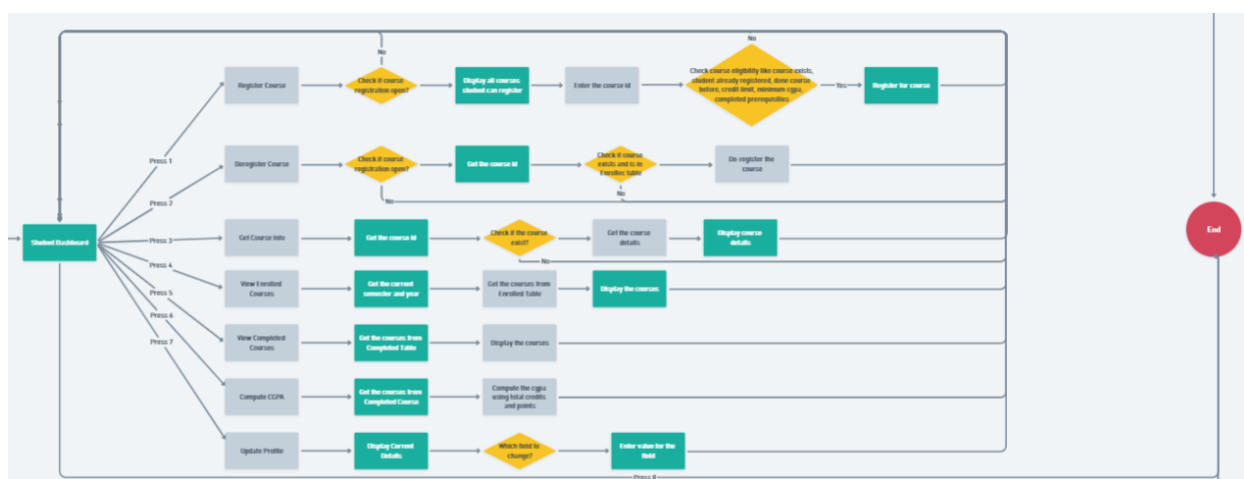 No
No
Register Course
Check if course
registration open?
Display all courses
student can register
Enter the course id
Check course eligibility like course exists,
student already registered, done course
before, credit limit, minimum cgpa,
completed prerequisites
Yes
Register for course
Press 1
Deregister Course
Check if course
registration open?
Get the course id
Check if course
exists and is in
Enrolled table
De-register the
course
No
No
Press 2
Student Dashboard
Press 3
Get Course Info
Get the course id
Check if the course
exist?
Get the course
details
Display course
details
End
No
Press 4
View Enrolled
Courses
Get the current
semester and year
Get the courses from
Enrolled Table
Display the courses
Press 5
Press 6
Press 7
View Completed
Courses
Get the courses from
Completed Table
Display the courses
Compute CGPA
Get the courses from
Completed Course
Compute the cgpa
using total credits
and points
Update Profile
Display Current
Details
Which field is
change?
Enter value for the
field
Press 8